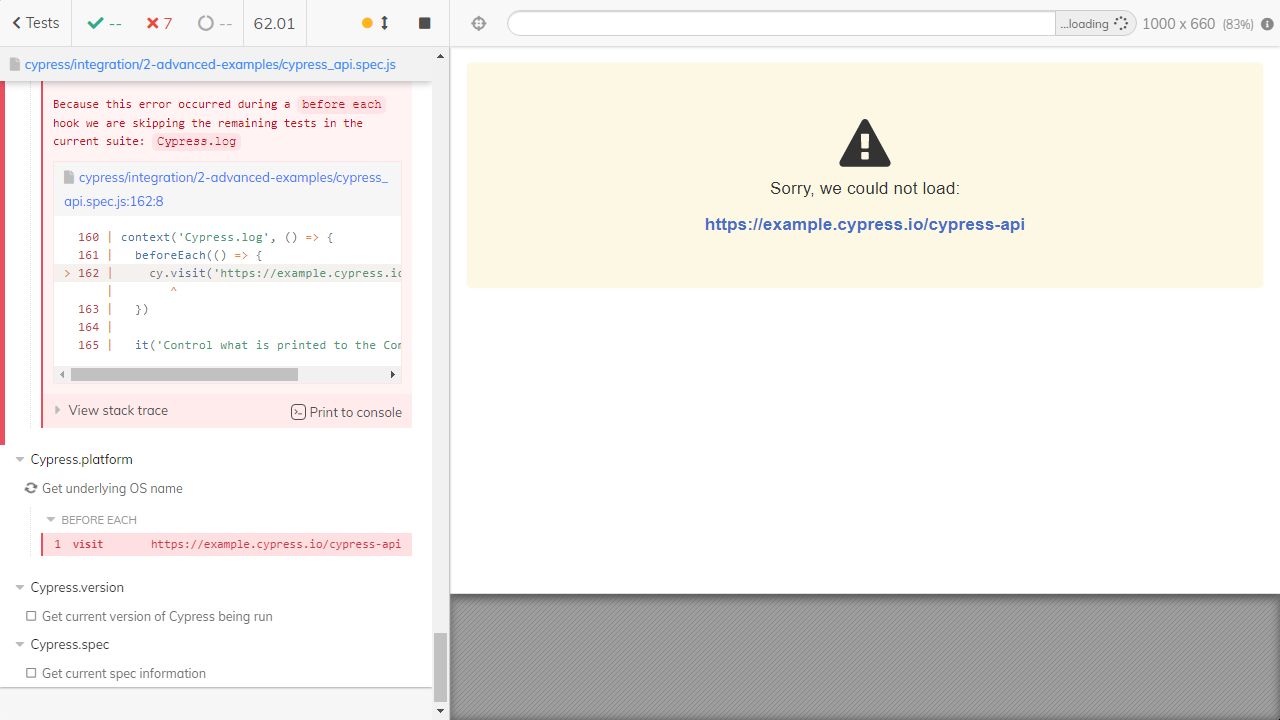 Tests
--
7
--
62.01
...loading
1000 x 660 (83%)
cypress/integration/2-advanced-examples/cypress_api.spec.js
Because this error occurred during a before each
hook we are skipping the remaining tests in the
current suite: Cypress.log
cypress/integration/2-advanced-examples/cypress_
api.spec.js:162:8
160 | context('Cypress.log', () => {
161 |   beforeEach(() => {
> 162 |     cy.visit('https://example.cypress.io
|        ^
163 |   })
164 |
165 |   it('Control what is printed to the Con
View stack trace
Print to console
Cypress.platform
Get underlying OS name
BEFORE EACH
1 visit https://example.cypress.io/cypress-api
Cypress.version
Get current version of Cypress being run
Cypress.spec
Get current spec information
Sorry, we could not load:
https://example.cypress.io/cypress-api